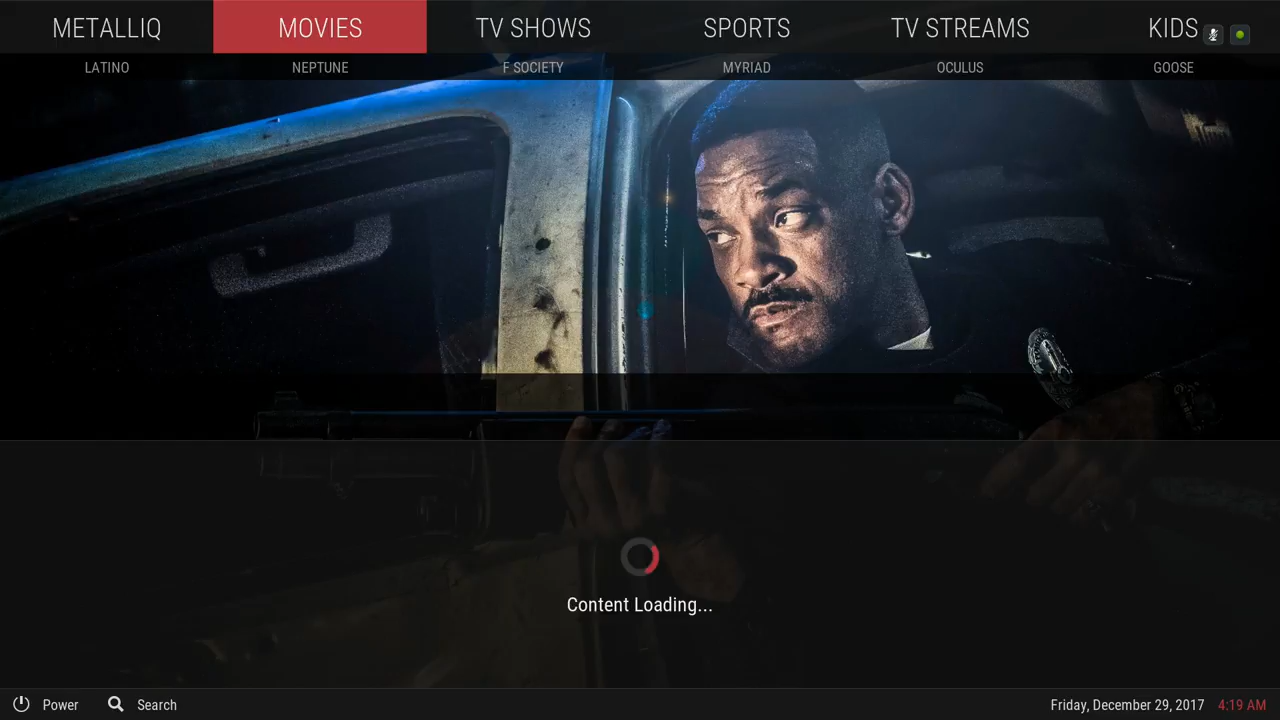 METALLIQ MOVIES TV SHOWS SPORTS TV STREAMS KIDS
LATINO NEPTUNE F SOCIETY MYRIAD OCULUS GOOSE
Content Loading...
Power Search Friday, December 29, 2017 4:19 AM